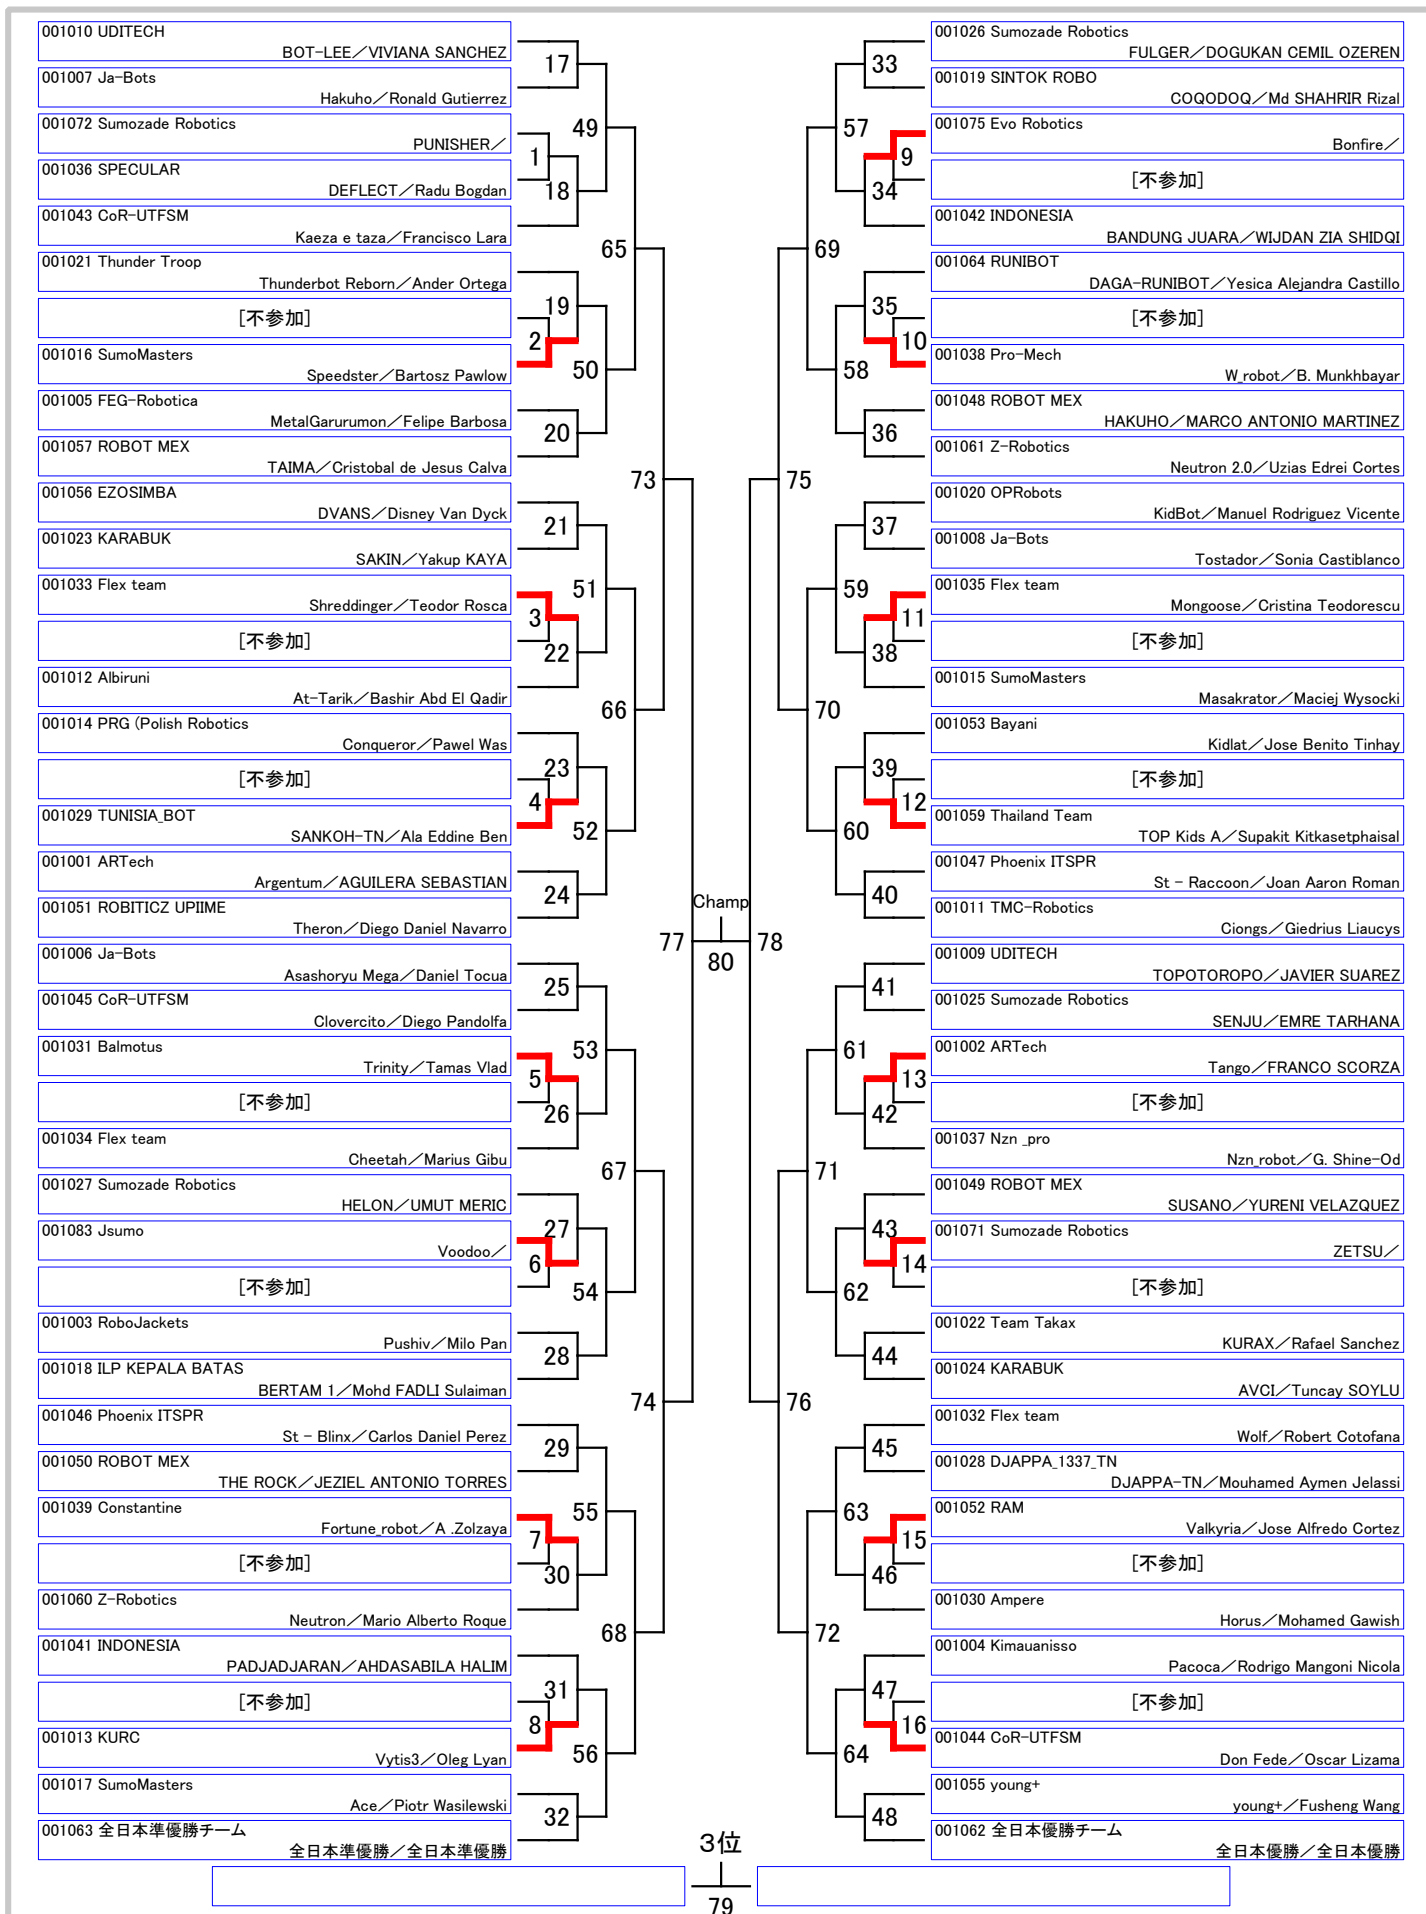 001010 UDITECH
BOT-LEE／VIVIANA SANCHEZ
001007 Ja-Bots
Hakuho／Ronald Gutierrez
001072 Sumozade Robotics
PUNISHER／
001036 SPECULAR
DEFLECT／Radu Bogdan
001043 CoR-UTFSM
Kaeza e taza／Francisco Lara
001021 Thunder Troop
Thunderbot Reborn／Ander Ortega
[不参加]
001016 SumoMasters
Speedster／Bartosz Pawlow
001005 FEG-Robotica
MetalGarurumon／Felipe Barbosa
001057 ROBOT MEX
TAIMA／Cristobal de Jesus Calva
001056 EZOSIMBA
DVANS／Disney Van Dyck
001023 KARABUK
SAKIN／Yakup KAYA
001033 Flex team
Shreddinger／Teodor Rosca
[不参加]
001012 Albiruni
At-Tarik／Bashir Abd El Qadir
001014 PRG (Polish Robotics
Conqueror／Pawel Was
[不参加]
001029 TUNISIA_BOT
SANKOH-TN／Ala Eddine Ben
001001 ARTech
Argentum／AGUILERA SEBASTIAN
001051 ROBITICZ UPIIME
Theron／Diego Daniel Navarro
001006 Ja-Bots
Asashoryu Mega／Daniel Tocua
001045 CoR-UTFSM
Clovercito／Diego Pandolfa
001031 Balmotus
Trinity／Tamas Vlad
[不参加]
001034 Flex team
Cheetah／Marius Gibu
001027 Sumozade Robotics
HELON／UMUT MERIC
001083 Jsumo
Voodoo／
[不参加]
001003 RoboJackets
Pushiv／Milo Pan
001018 ILP KEPALA BATAS
BERTAM 1／Mohd FADLI Sulaiman
001046 Phoenix ITSPR
St - Blinx／Carlos Daniel Perez
001050 ROBOT MEX
THE ROCK／JEZIEL ANTONIO TORRES
001039 Constantine
Fortune_robot／A .Zolzaya
[不参加]
001060 Z-Robotics
Neutron／Mario Alberto Roque
001041 INDONESIA
PADJADJARAN／AHDASABILA HALIM
[不参加]
001013 KURC
Vytis3／Oleg Lyan
001017 SumoMasters
Ace／Piotr Wasilewski
001063 全日本準優勝チーム
全日本準優勝／全日本準優勝
1
2
3
4
5
6
7
8
17
18
19
20
21
22
23
24
25
26
27
28
29
30
31
32
49
50
51
52
53
54
55
56
65
66
67
68
73
74
77
Champ
80
78
75
76
69
70
71
72
57
58
59
60
61
62
63
64
33
34
35
36
37
38
39
40
41
42
43
44
45
46
47
48
9
10
11
12
13
14
15
16
001026 Sumozade Robotics
FULGER／DOGUKAN CEMIL OZEREN
001019 SINTOK ROBO
COQODOQ／Md SHAHRIR Rizal
001075 Evo Robotics
Bonfire／
[不参加]
001042 INDONESIA
BANDUNG JUARA／WIJDAN ZIA SHIDQI
001064 RUNIBOT
DAGA-RUNIBOT／Yesica Alejandra Castillo
[不参加]
001038 Pro-Mech
W_robot／B. Munkhbayar
001048 ROBOT MEX
HAKUHO／MARCO ANTONIO MARTINEZ
001061 Z-Robotics
Neutron 2.0／Uzias Edrei Cortes
001020 OPRobots
KidBot／Manuel Rodriguez Vicente
001008 Ja-Bots
Tostador／Sonia Castiblanco
001035 Flex team
Mongoose／Cristina Teodorescu
[不参加]
001015 SumoMasters
Masakrator／Maciej Wysocki
001053 Bayani
Kidlat／Jose Benito Tinhay
[不参加]
001059 Thailand Team
TOP Kids A／Supakit Kitkasetphaisal
001047 Phoenix ITSPR
St - Raccoon／Joan Aaron Roman
001011 TMC-Robotics
Ciongs／Giedrius Liaucys
001009 UDITECH
TOPOTOROPO／JAVIER SUAREZ
001025 Sumozade Robotics
SENJU／EMRE TARHANA
001002 ARTech
Tango／FRANCO SCORZA
[不参加]
001037 Nzn _pro
Nzn_robot／G. Shine-Od
001049 ROBOT MEX
SUSANO／YURENI VELAZQUEZ
001071 Sumozade Robotics
ZETSU／
[不参加]
001022 Team Takax
KURAX／Rafael Sanchez
001024 KARABUK
AVCI／Tuncay SOYLU
001032 Flex team
Wolf／Robert Cotofana
001028 DJAPPA_1337_TN
DJAPPA-TN／Mouhamed Aymen Jelassi
001052 RAM
Valkyria／Jose Alfredo Cortez
[不参加]
001030 Ampere
Horus／Mohamed Gawish
001004 Kimauanisso
Pacoca／Rodrigo Mangoni Nicola
[不参加]
001044 CoR-UTFSM
Don Fede／Oscar Lizama
001055 young+
young+／Fusheng Wang
001062 全日本優勝チーム
全日本優勝／全日本優勝
3位
79